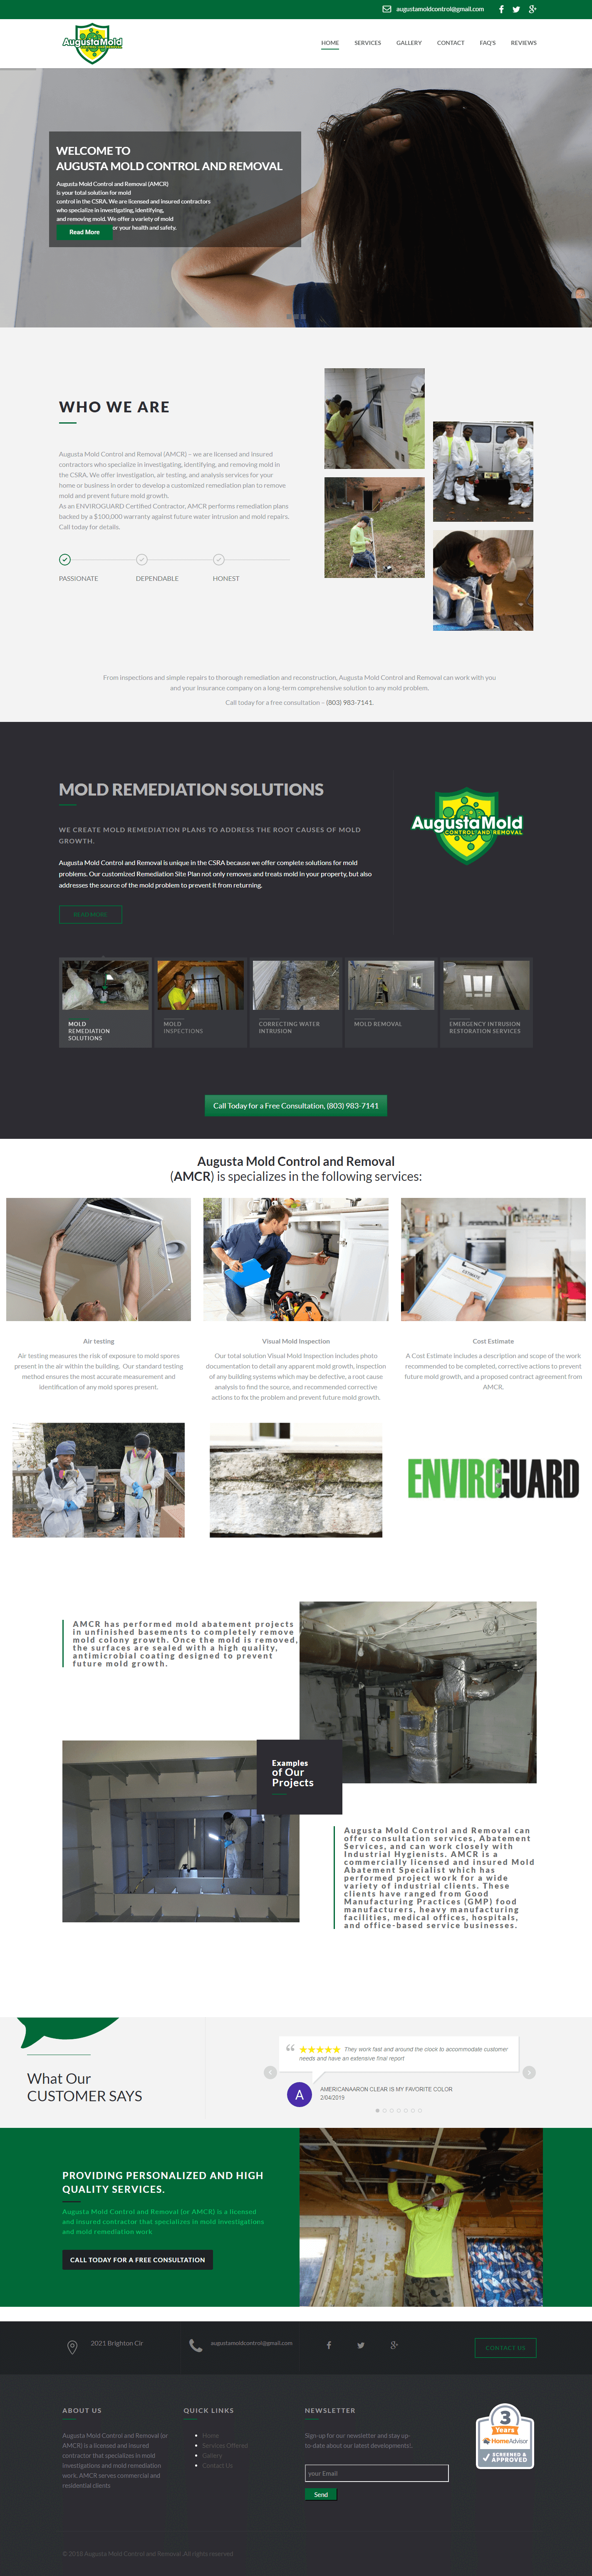 augustamoldcontrol@gmail.com
AugustaMold
CONTROL AND REMOVAL
HOME SERVICES GALLERY CONTACT FAQ'S REVIEWS
WELCOME TO
AUGUSTA MOLD CONTROL AND REMOVAL
Augusta Mold Control and Removal (AMCR)
is your total solution for mold
control in the CSRA. We are licensed and insured contractors
who specialize in investigating, identifying,
and removing mold. We offer a variety of mold
or your health and safety.
Read More
WHO WE ARE
Augusta Mold Control and Removal (AMCR) – we are licensed and insured
contractors who specialize in investigating, identifying, and removing mold in
the CSRA. We offer investigation, air testing, and analysis services for your
home or business in order to develop a customized remediation plan to remove
mold and prevent future mold growth.
As an ENVIROGUARD Certified Contractor, AMCR performs remediation plans
backed by a $100,000 warranty against future water intrusion and mold repairs.
Call today for details.
PASSIONATE DEPENDABLE HONEST
From inspections and simple repairs to thorough remediation and reconstruction, Augusta Mold Control and Removal can work with you
and your insurance company on a long-term comprehensive solution to any mold problem.
Call today for a free consultation – (803) 983-7141.
MOLD REMEDIATION SOLUTIONS
WE CREATE MOLD REMEDIATION PLANS TO ADDRESS THE ROOT CAUSES OF MOLD
GROWTH.
Augusta Mold Control and Removal is unique in the CSRA because we offer complete solutions for mold
problems. Our customized Remediation Site Plan not only removes and treats mold in your property, but also
addresses the source of the mold problem to prevent it from returning.
READ MORE
AugustaMold
CONTROL AND REMOVAL
MOLD
REMEDIATION
SOLUTIONS
MOLD
INSPECTIONS
CORRECTING WATER
INTRUSION
MOLD REMOVAL
EMERGENCY INTRUSION
RESTORATION SERVICES
Call Today for a Free Consultation, (803) 983-7141
Augusta Mold Control and Removal
(AMCR) is specializes in the following services:
ESTIMATE
Air testing
Air testing measures the risk of exposure to mold spores
present in the air within the building. Our standard testing
method ensures the most accurate measurement and
identification of any mold spores present.
Visual Mold Inspection
Our total solution Visual Mold Inspection includes photo
documentation to detail any apparent mold growth, inspection
of any building systems which may be defective, a root cause
analysis to find the source, and recommended corrective
actions to fix the problem and prevent future mold growth.
Cost Estimate
A Cost Estimate includes a description and scope of the work
recommended to be completed, corrective actions to prevent
future mold growth, and a proposed contract agreement from
AMCR.
ENVIROGUARD
AMCR has performed mold abatement projects
in unfinished basements to completely remove
mold colony growth. Once the mold is removed,
the surfaces are sealed with a high quality,
antimicrobial coating designed to prevent
future mold growth.
Examples
of Our
Projects
Augusta Mold Control and Removal can
offer consultation services, Abatement
Services, and can work closely with
Industrial Hygienists. AMCR is a
commercially licensed and insured Mold
Abatement Specialist which has
performed project work for a wide
variety of industrial clients. These
clients have ranged from Good
Manufacturing Practices (GMP) food
manufacturers, heavy manufacturing
facilities, medical offices, hospitals,
and office-based service businesses.
What Our
CUSTOMER SAYS
They work fast and around the clock to accommodate customer
needs and have an extensive final report
A
AMERICANAARON CLEAR IS MY FAVORITE COLOR
2/04/2019
PROVIDING PERSONALIZED AND HIGH
QUALITY SERVICES.
Augusta Mold Control and Removal (or AMCR) is a licensed
and insured contractor that specializes in mold investigations
and mold remediation work
CALL TODAY FOR A FREE CONSULTATION
2021 Brighton Cir
augustamoldcontrol@gmail.com
CONTACT US
ABOUT US
Augusta Mold Control and Removal (or
AMCR) is a licensed and insured
contractor that specializes in mold
investigations and mold remediation
work. AMCR serves commercial and
residential clients
QUICK LINKS
Home
Services Offered
Gallery
Contact Us
NEWSLETTER
Sign-up for our newsletter and stay up-
to-date about our latest developments!.
your Email
Send
3
Years
HomeAdvisor
SCREENED &
APPROVED
© 2018 Augusta Mold Control and Removal. All rights reserved